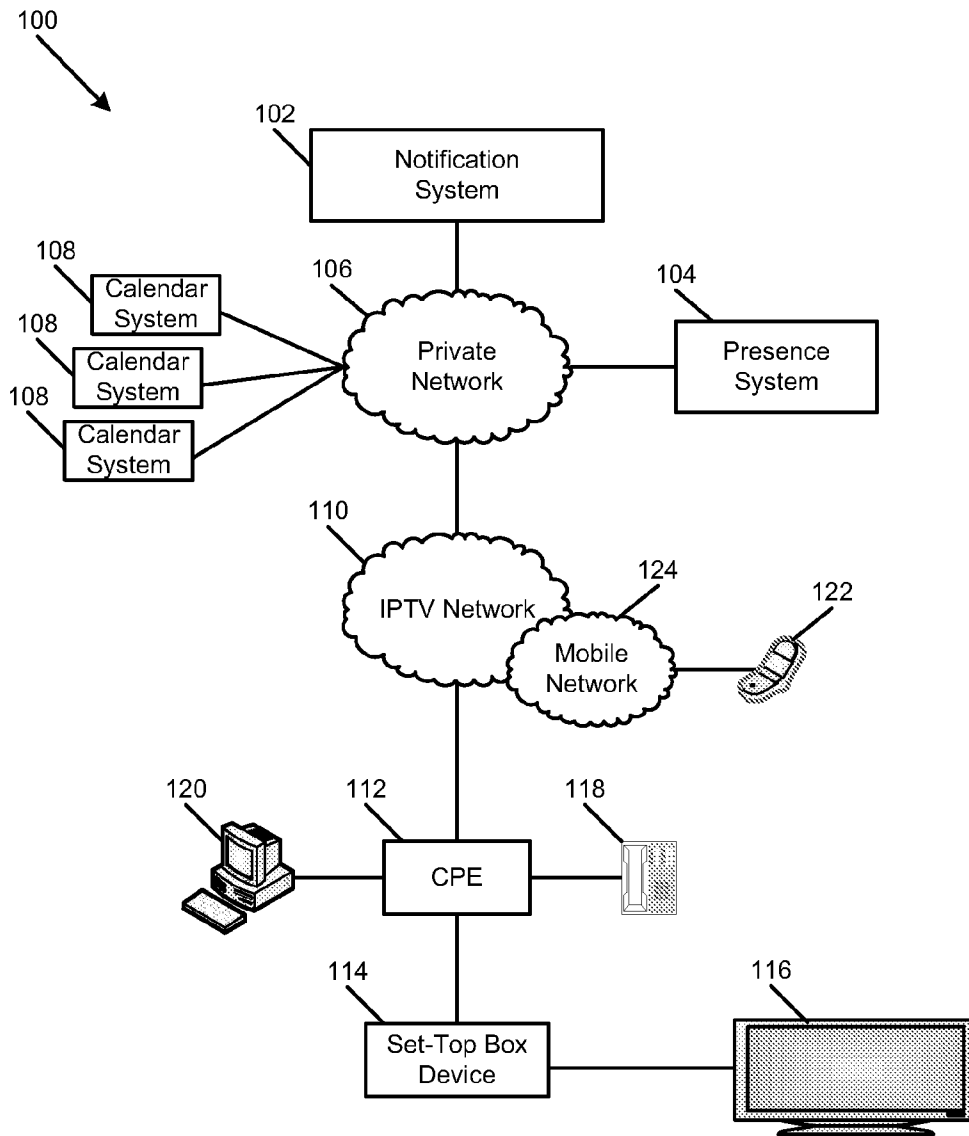 100
102
Notification
System
108
106
104
Calendar
System
Private
Network
Presence
System
108
Calendar
System
108
Calendar
System
110
124
122
IPTV Network
Mobile
Network
120
112
118
CPE
114
116
Set-Top Box
Device